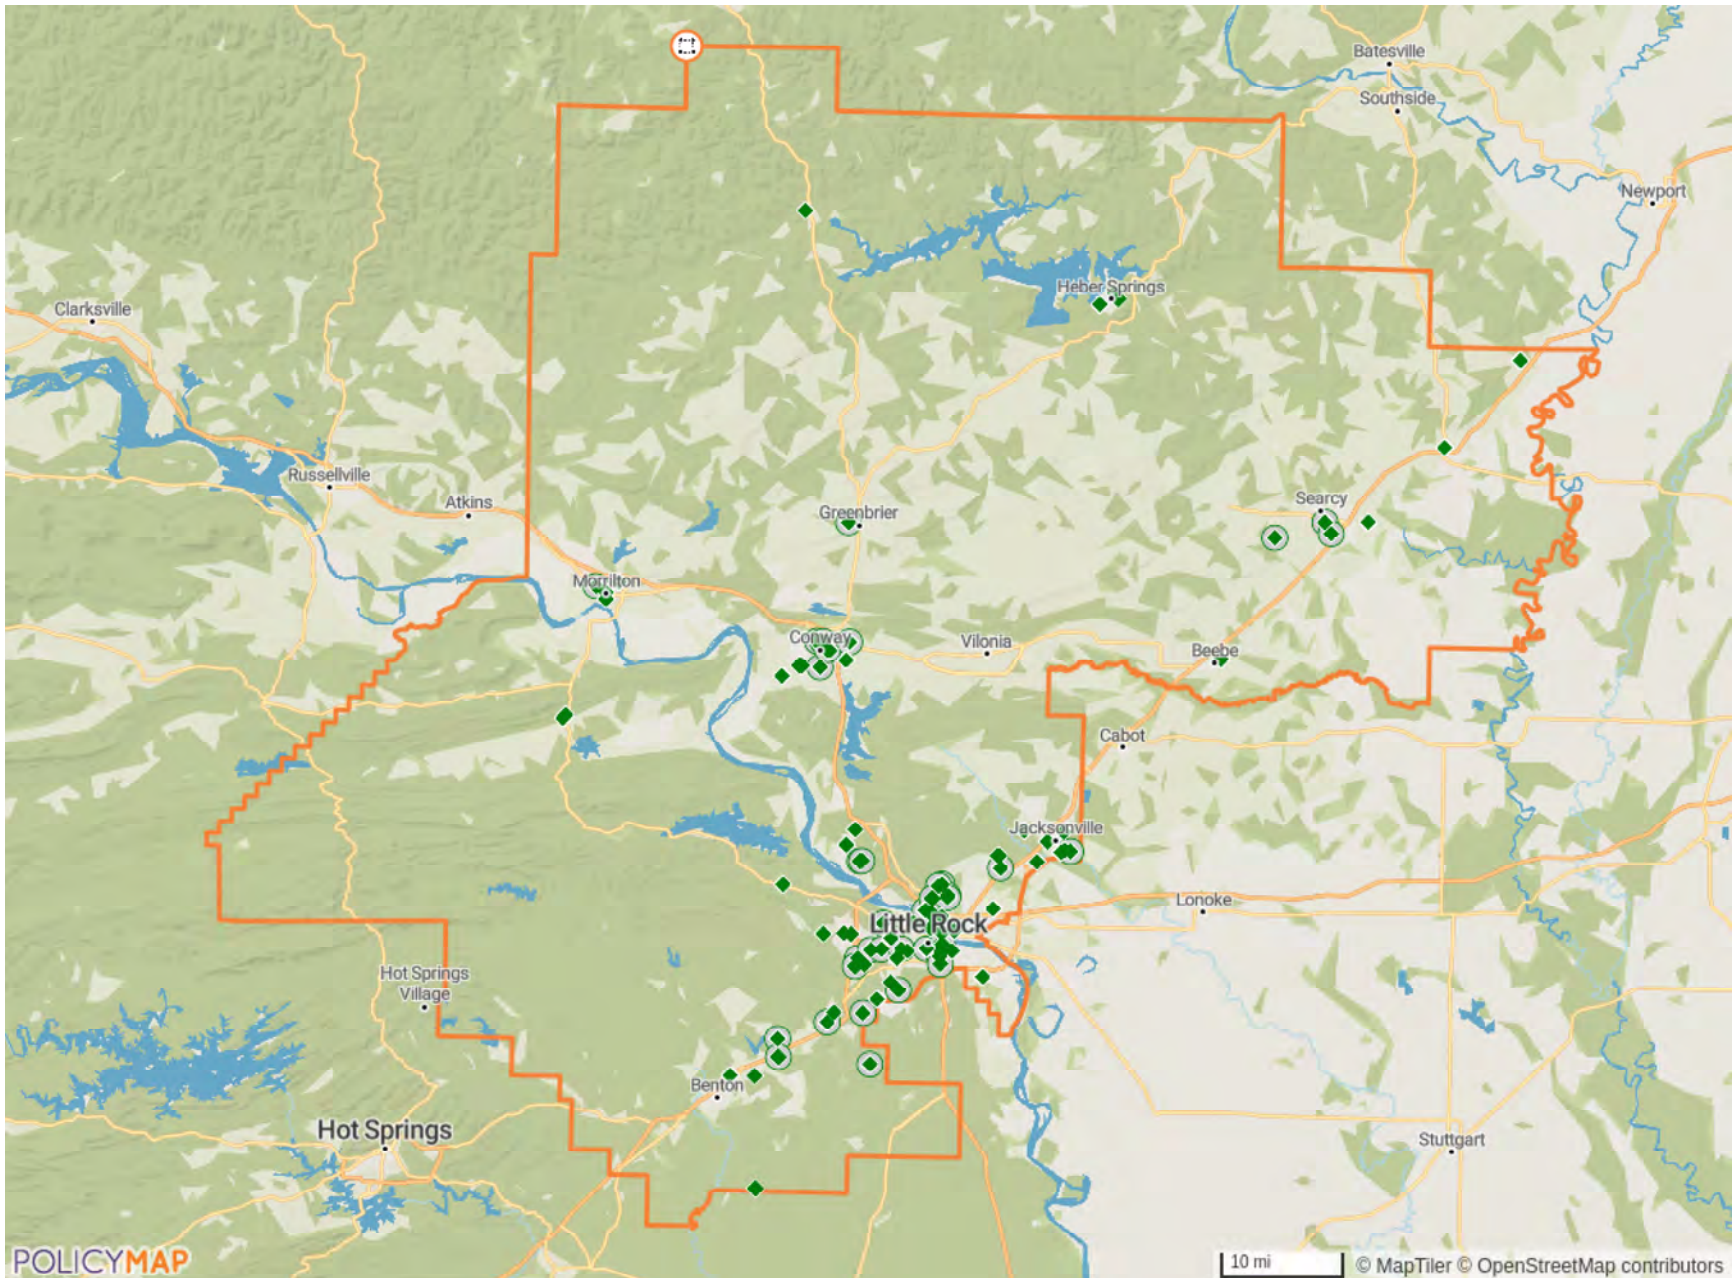 Batesville
Southside
Newport
Heber Springs
Clarksville
Russellville
Atkins
Searcy
Greenbrier
Morrilton
Conway
Vilonia
Beebe
Cabot
Jacksonville
Lonoke
Little Rock
Hot Springs
Village
Benton
Hot Springs
Stuttgart
POLICYMAP
10 mi
© MapTiler © OpenStreetMap contributors